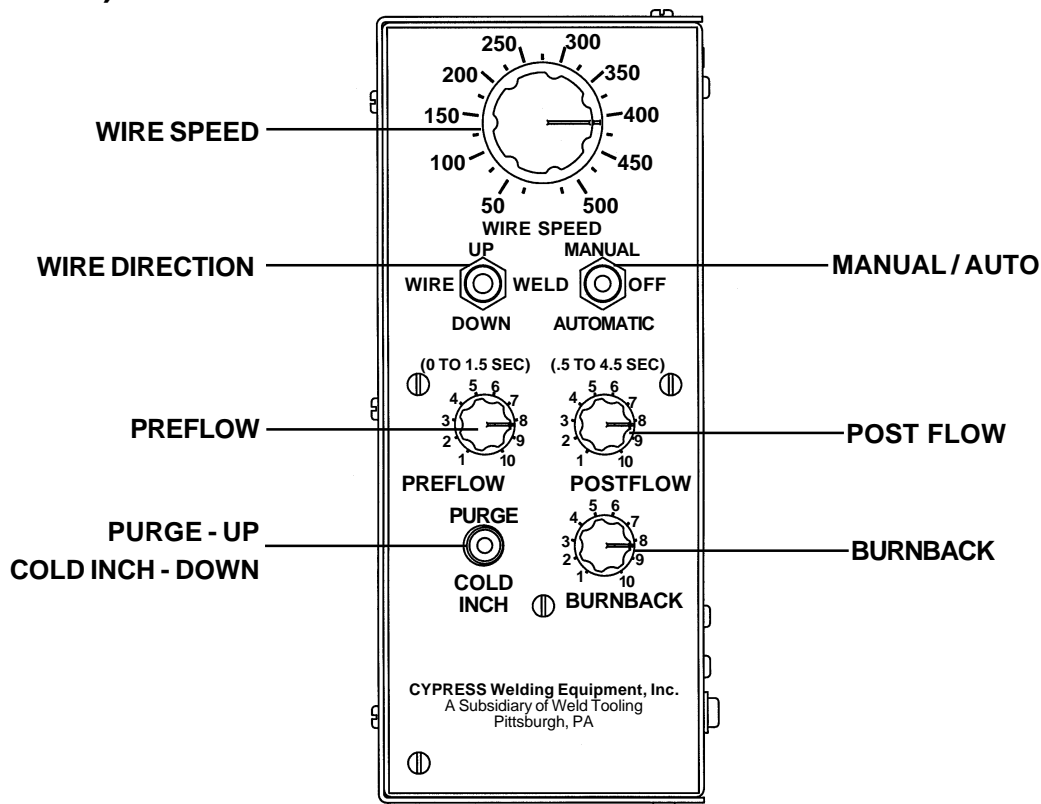 250 300
200 350
150 400
WIRE SPEED
100 450
50 500
WIRE SPEED
UP MANUAL
WIRE DIRECTION
MANUAL / AUTO
WIRE WELD OFF
DOWN AUTOMATIC
(0 TO 1.5 SEC) (.5 TO 4.5 SEC)
5 6 5 6
4 7 4 7
3 8 3 8
PREFLOW
POST FLOW
2 9 2 9
1 10 1 10
PREFLOW POSTFLOW
PURGE
5 6
4 7
PURGE - UP
3 8
BURNBACK
2 9
COLD INCH - DOWN
1 10
COLD
INCH
BURNBACK
CYPRESS Welding Equipment, Inc.
A Subsidiary of Weld Tooling
Pittsburgh, PA